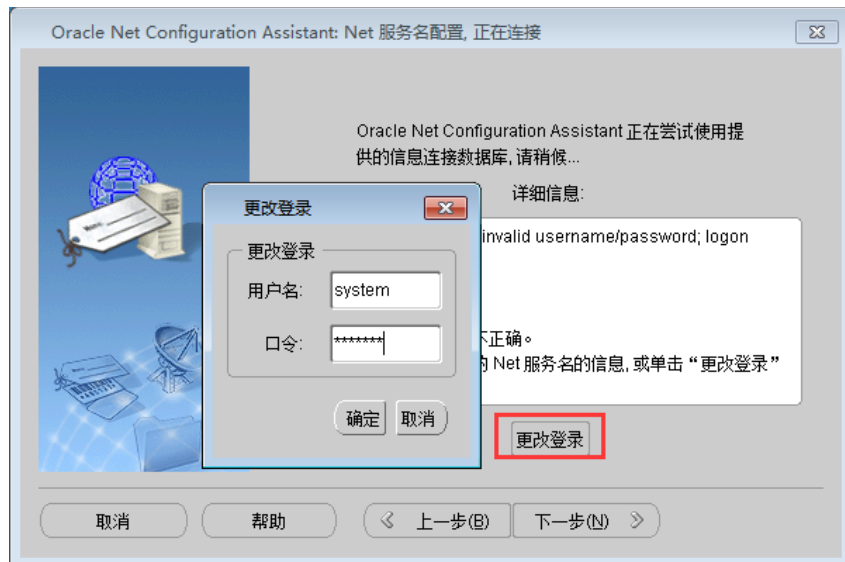 Oracle Net Configuration Assistant: Net 服务名配置, 正在连接
Oracle Net Configuration Assistant 正在尝试使用提
供的信息连接数据库, 请稍候...
详细信息:
invalid username/password; logon
不正确。
的 Net 服务名的信息, 或单击“更改登录”
更改登录
更改登录
用户名:
system
口令:
*******
确定
取消
更改登录
取消
帮助
上一步(B)
下一步(N)